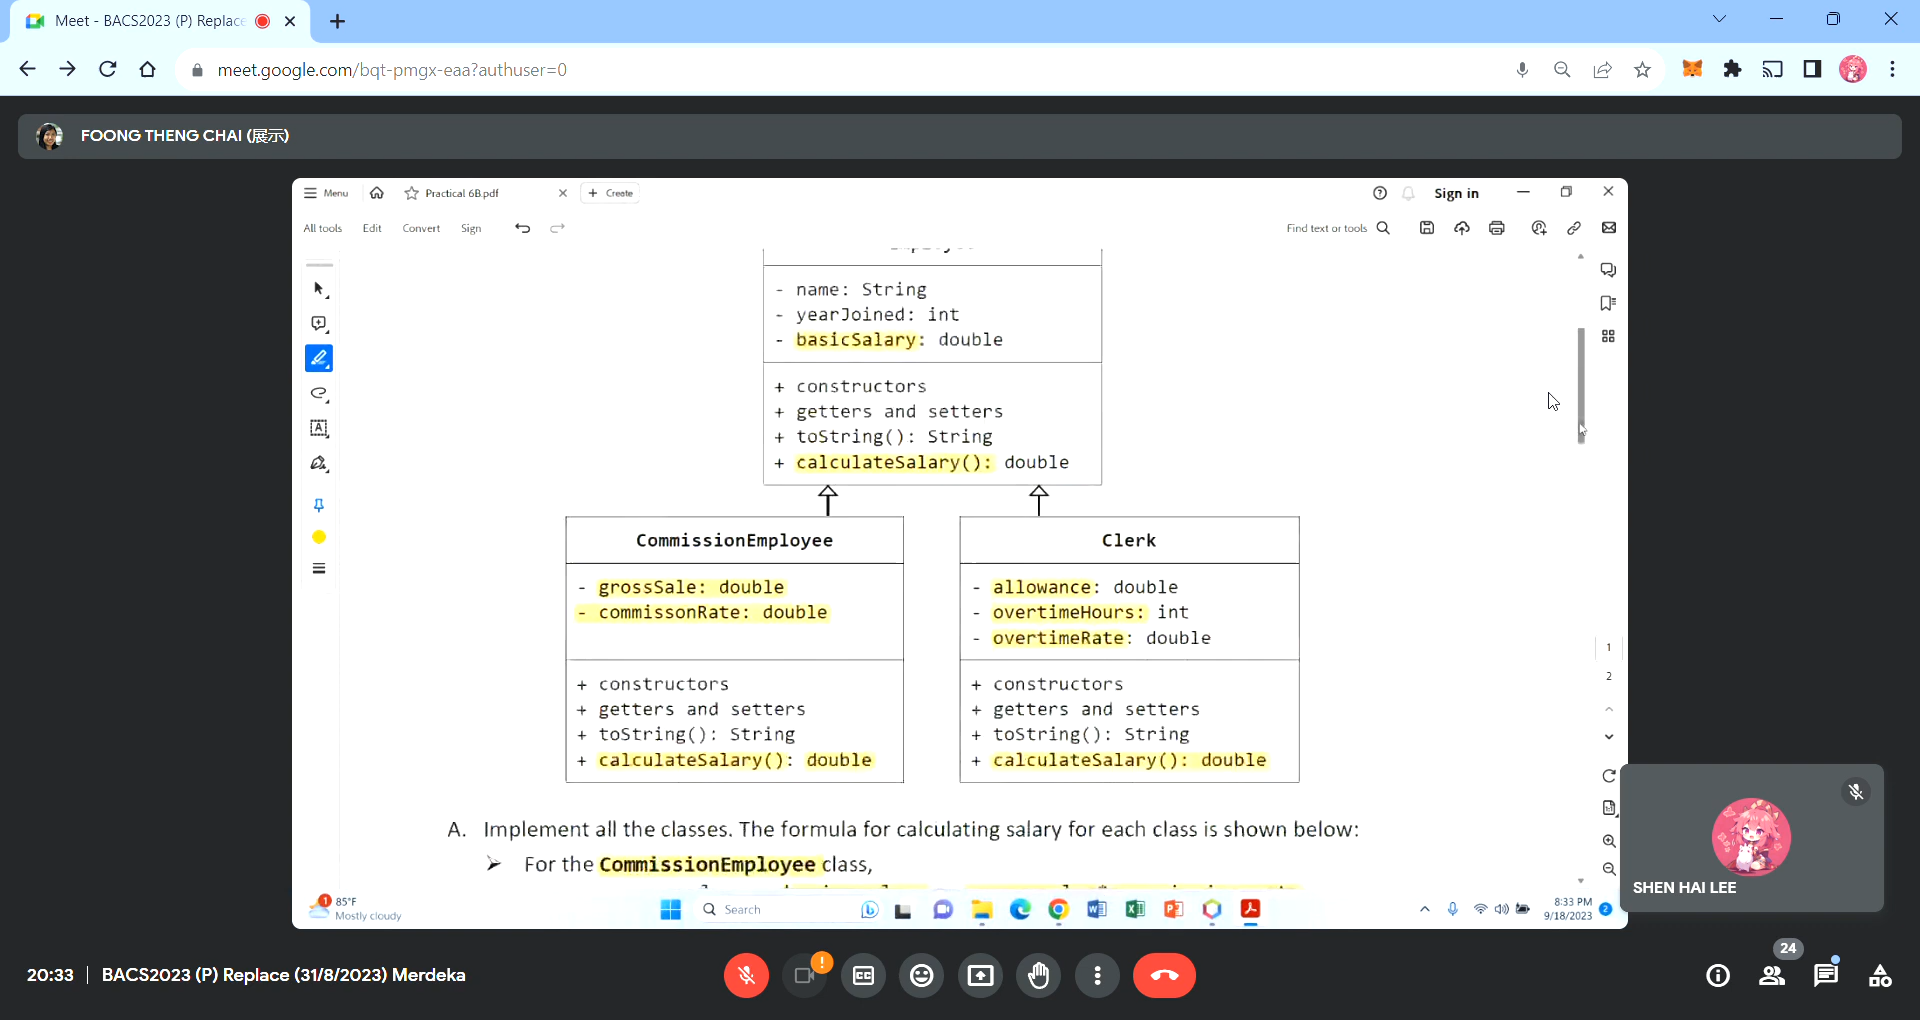 Meet - BACS2023 (P) Replace
meet.google.com/bqt-pmgx-eaa?authuser=0
FOONG THENG CHAI (展示)
Menu
Practical 6B.pdf
+ Create
Sign in
All tools
Edit
Convert
Sign
Find text or tools
- name: String
- yearJoined: int
- basicSalary: double
+ constructors
+ getters and setters
+ toString(): String
+ calculateSalary(): double
CommissionEmployee
- grossSale: double
- commissonRate: double
+ constructors
+ getters and setters
+ toString(): String
+ calculateSalary(): double
Clerk
- allowance: double
- overtimeHours: int
- overtimeRate: double
+ constructors
+ getters and setters
+ toString(): String
+ calculateSalary(): double
A. Implement all the classes. The formula for calculating salary for each class is shown below:
➢ For the CommissionEmployee class,
1
2
SHEN HAI LEE
1
85°F
Mostly cloudy
Search
8:33 PM
9/18/2023
2
20:33 | BACS2023 (P) Replace (31/8/2023) Merdeka
24